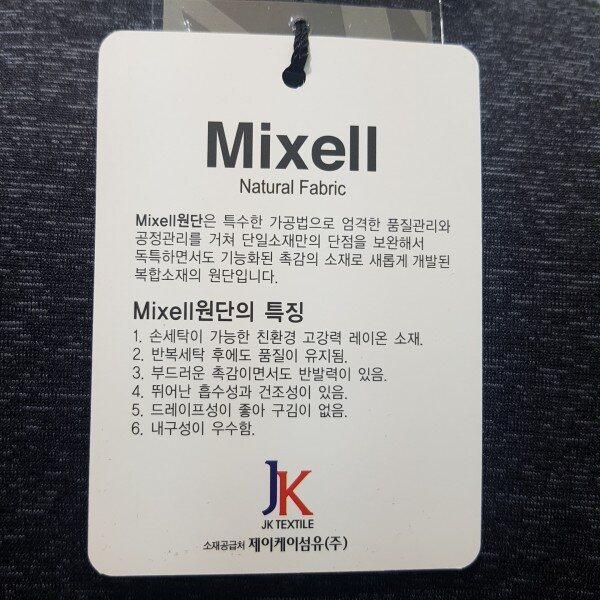 Mixell
Natural Fabric
Mixell원단은 특수한 가공법으로 엄격한 품질관리와
공정관리를 거쳐 단일소재만의 단점을 보완해서
독특하면서도 기능화된 촉감의 소재로 새롭게 개발된
복합소재의 원단입니다.
Mixell원단의 특징
1. 손세탁이 가능한 친환경 고강력 레이온 소재.
2. 반복세탁 후에도 품질이 유지됨.
3. 부드러운 촉감이면서도 반발력이 있음.
4. 뛰어난 흡수성과 건조성이 있음.
5. 드레이프성이 좋아 구김이 없음.
6. 내구성이 우수함.
JK
JK TEXTILE
소재공급처 제이케이섬유(주)